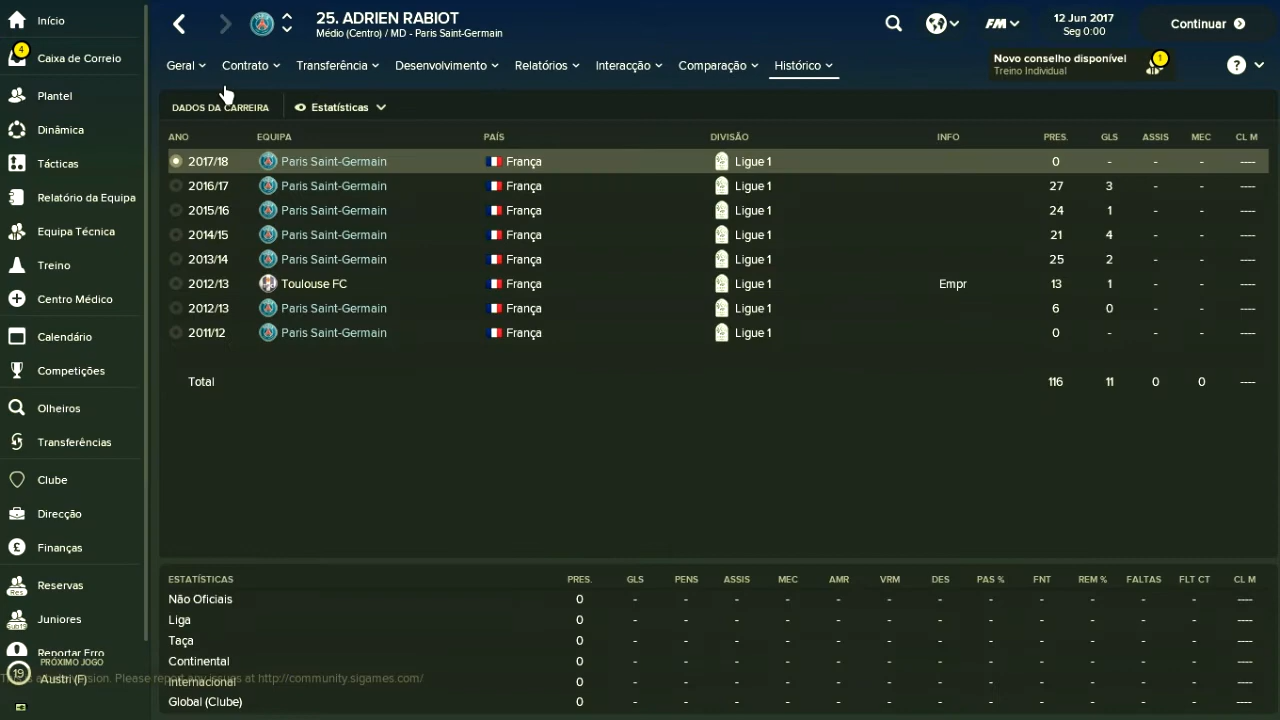 Início
Caixa de Correio
4
Plantel
Dinâmica
Tácticas
Relatório da Equipa
Equipa Técnica
Treino
Centro Médico
Calendário
Competições
Olheiros
Transferências
Clube
Direcção
Finanças
Reservas
Res
Juniores
Reportar Erro
19
PRÓXIMO JOGO
Austri (F)
25. ADRIEN RABIOT
Médio (Centro) / MD - Paris Saint-Germain
FM
12 Jun 2017
Seg 0:00
Continuar
Geral Contrato Transferência Desenvolvimento Relatórios Interacção Comparação Histórico
Novo conselho disponível
Treino Individual
1
?
DADOS DA CARREIRA Estatísticas
ANO EQUIPA PAÍS DIVISÃO INFO PRES. GLS ASSIS MEC CL M
2017/18 Paris Saint-Germain França Ligue 1 0 - - - ----
2016/17 Paris Saint-Germain França Ligue 1 27 3 - - ----
2015/16 Paris Saint-Germain França Ligue 1 24 1 - - ----
2014/15 Paris Saint-Germain França Ligue 1 21 4 - - ----
2013/14 Paris Saint-Germain França Ligue 1 25 2 - - ----
2012/13 Toulouse FC França Ligue 1 Empr 13 1 - - ----
2012/13 Paris Saint-Germain França Ligue 1 6 0 - - ----
2011/12 Paris Saint-Germain França Ligue 1 0 - - - ----
Total 116 11 0 0 ----
ESTATÍSTICAS PRES. GLS PENS ASSIS MEC AMR VRM DES PAS % FNT REM % FALTAS FLT CT CL M
Não Oficiais 0 - - - - - - - - - - - - ----
Liga 0 - - - - - - - - - - - - ----
Taça 0 - - - - - - - - - - - - ----
Continental 0 - - - - - - - - - - - - ----
Internacional 0 - - - - - - - - - - - - ----
Global (Clube) 0 - - - - - - - - - - - - ----
version. Please report any issues at http://community.sigames.com/